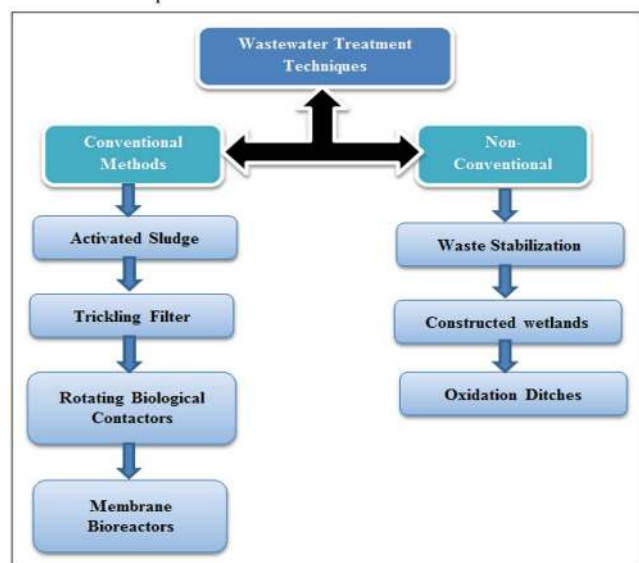 Wastewater Treatment
Techniques
Conventional
Methods
Non-
Conventional
Activated Sludge
Trickling Filter
Rotating Biological
Contactors
Membrane
Bioreactors
Waste Stabilization
Constructed wetlands
Oxidation Ditches